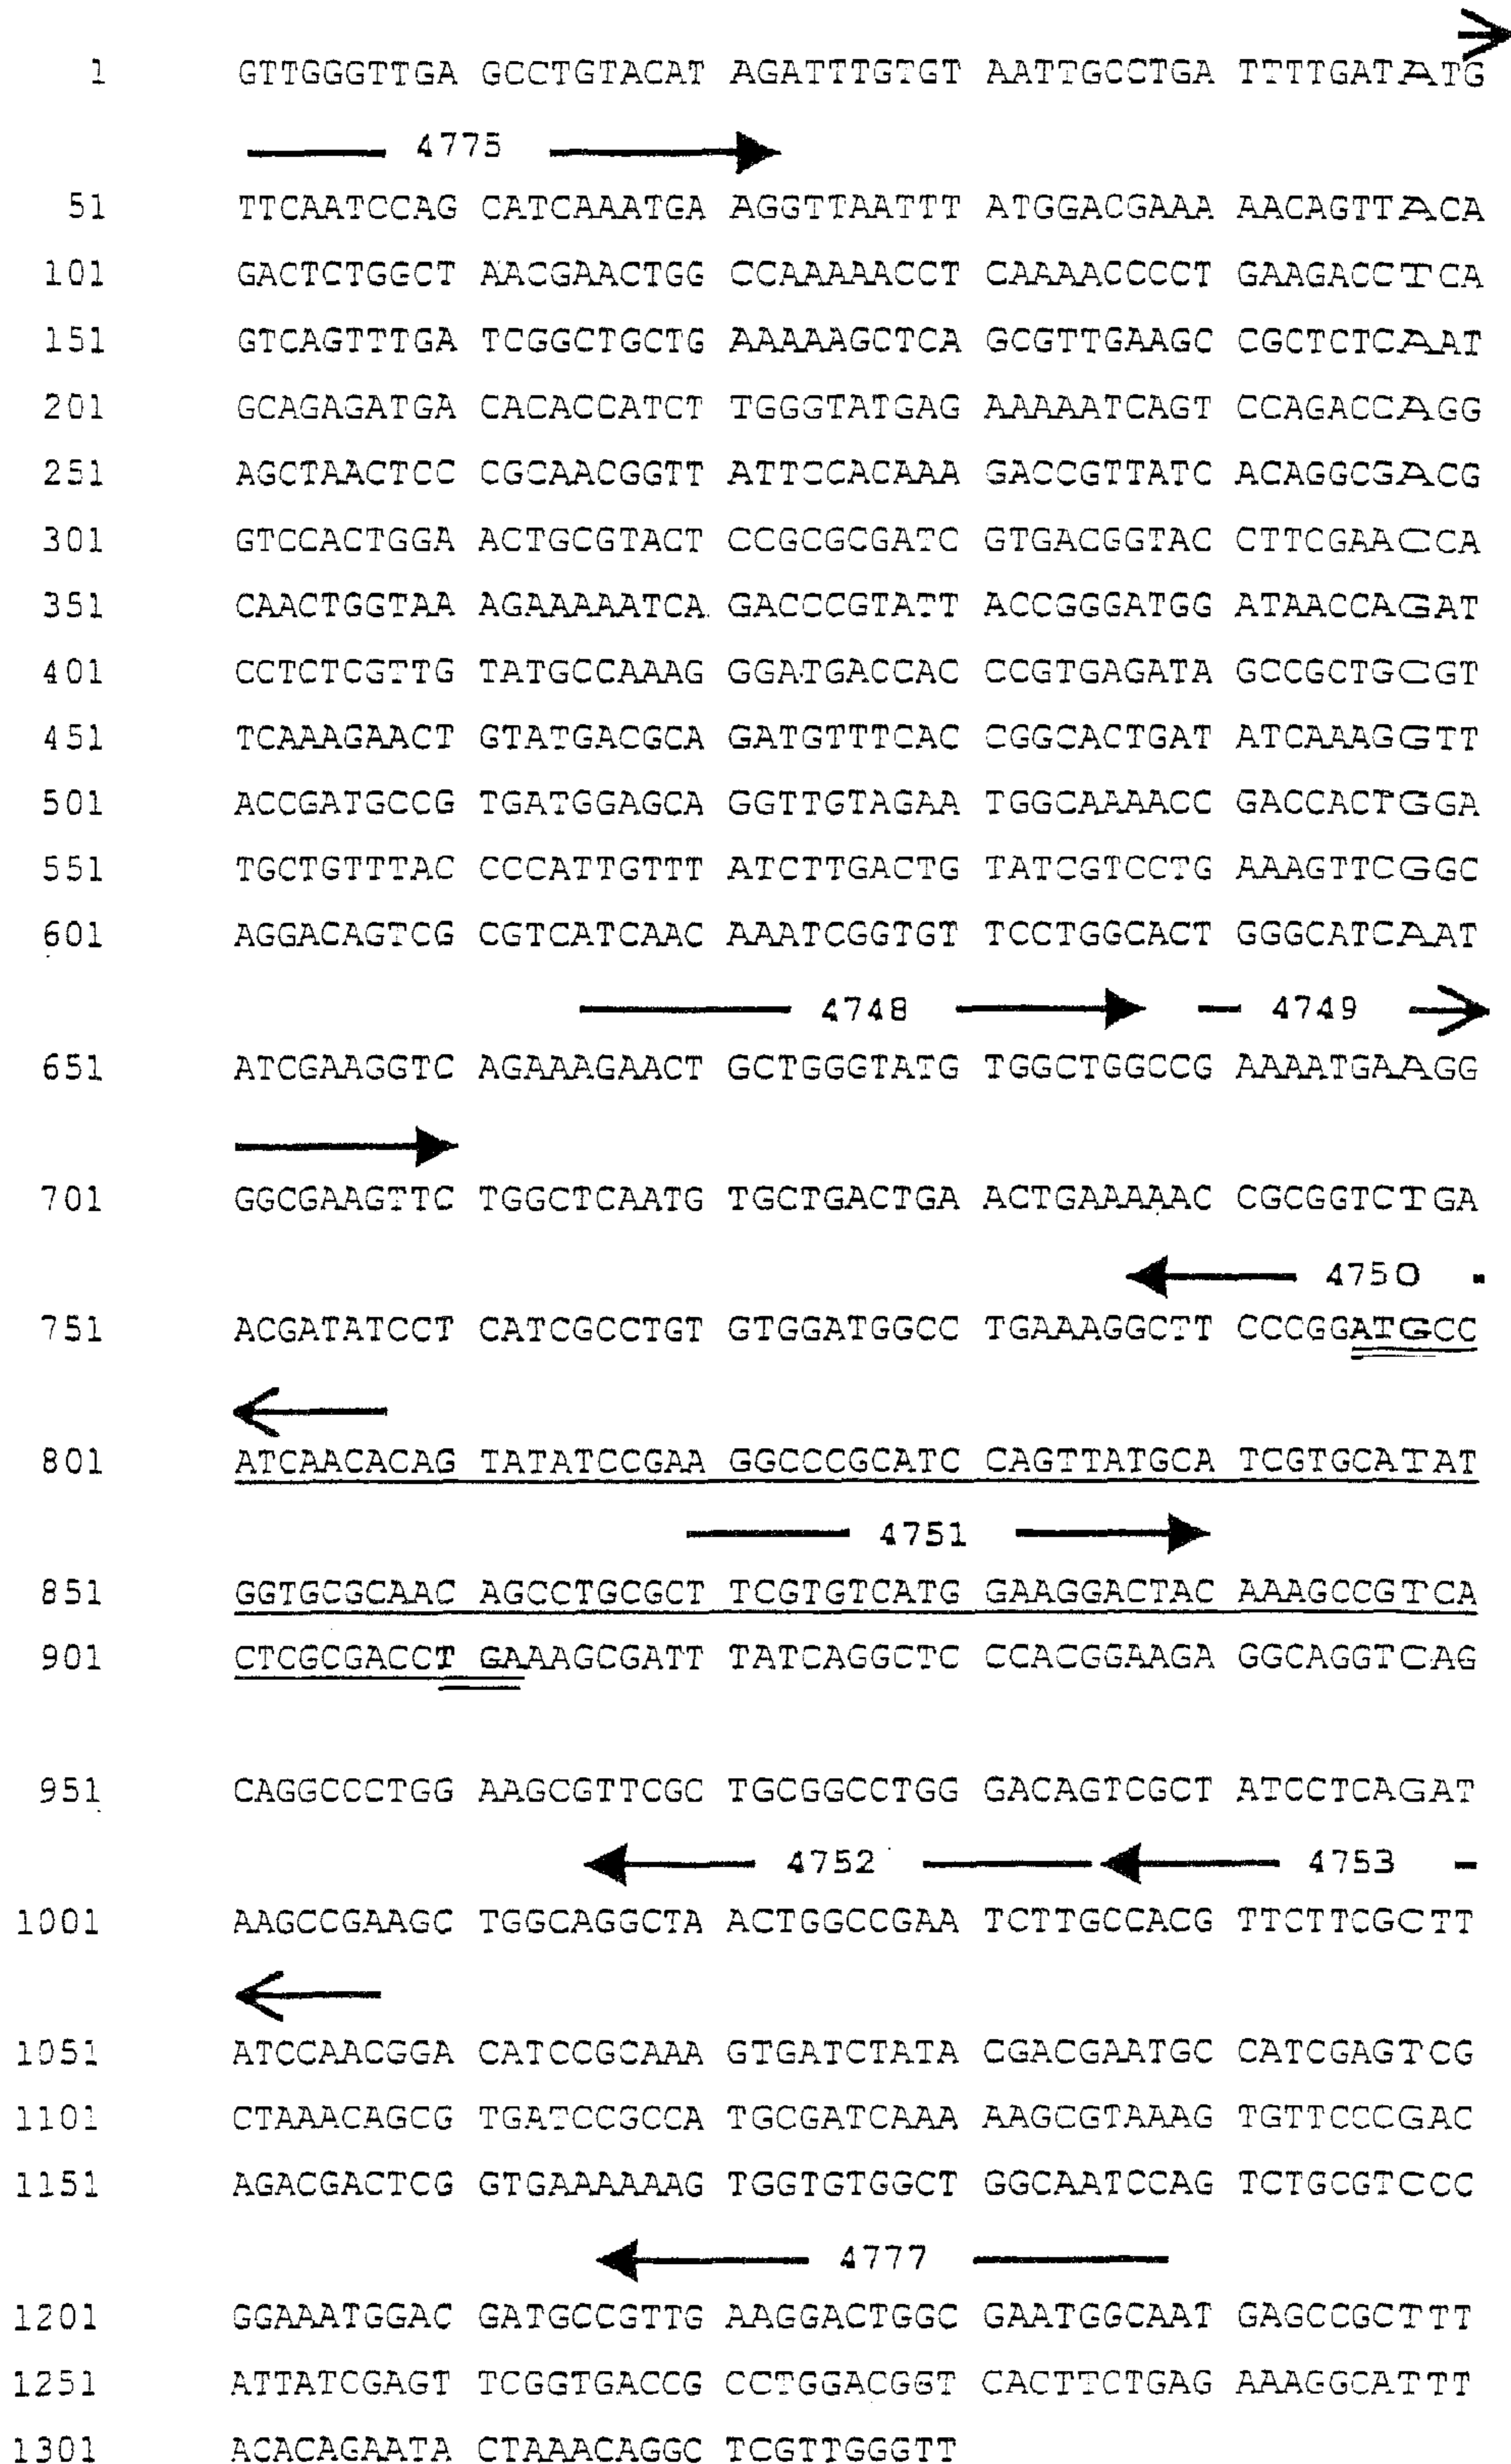 1 GTTGGGTTGA GCCTGTACAT AGATTTGTGT AATTGCCTGA TTTTGATATG
4775
51 TTCAATCCAG CATCAAATGA AGGTTAATTT ATGGACGAAA AACAGTTACA
101 GACTCTGGCT AACGAACTGG CCAAAAACCT CAAAACCCCT GAAGACCTCA
151 GTCAGTTTGA TCGGCTGCTG AAAAAGCTCA GCGTTGAAGC CGCTCTCAAT
201 GCAGAGATGA CACACCATCT TGGGTATGAG AAAAATCAGT CCAGACCAGG
251 AGCTAACTCC CGCAACGGTT ATTCCACAAA GACCGTTATC ACAGGCGACG
301 GTCCACTGGA ACTGCGTACT CCGCGCGATC GTGACGGTAC CTTCGAACCA
351 CAACTGGTAA AGAAAAATCA GACCCGTATT ACCGGGATGG ATAACCAGAT
401 CCTCTCGTTG TATGCCAAAG GGATGACCAC CCGTGAGATA GCCGCTGCGT
451 TCAAAGAACT GTATGACGCA GATGTTTCAC CGGCACTGAT ATCAAAGGTT
501 ACCGATGCCG TGATGGAGCA GGTTGTAGAA TGGCAAAACC GACCACTGGA
551 TGCTGTTTAC CCCATTGTTT ATCTTGACTG TATCGTCCTG AAAGTTCGGC
601 AGGACAGTCG CGTCATCAAC AAATCGGTGT TCCTGGCACT GGGCATCAAT
4748 4749
651 ATCGAAGGTC AGAAAGAACT GCTGGGTATG TGGCTGGCCG AAAATGAAGG
701 GGCGAAGTTC TGGCTCAATG TGCTGACTGA ACTGAAAAAC CGCGGTCTGA
4750
751 ACGATATCCT CATCGCCTGT GTGGATGGCC TGAAAGGCTT CCCGGATGCC
801 ATCAACACAG TATATCCGAA GGCCCGCATC CAGTTATGCA TCGTGCATAT
4751
851 GGTGCGCAAC AGCCTGCGCT TCGTGTCATG GAAGGACTAC AAAGCCGTCA
901 CTCGCGACCT GAAAGCGATT TATCAGGCTC CCACGGAAGA GGCAGGTCAG
951 CAGGCCCTGG AAGCGTTCGC TGCGGCCTGG GACAGTCGCT ATCCTCAGAT
4752 4753
1001 AAGCCGAAGC TGGCAGGCTA ACTGGCCGAA TCTTGCCACG TTCTTCGCTT
1051 ATCCAACGGA CATCCGCAAA GTGATCTATA CGACGAATGC CATCGAGTCG
1101 CTAAACAGCG TGATCCGCCA TGCGATCAAA AAGCGTAAAG TGTTCCCGAC
1151 AGACGACTCG GTGAAAAAAG TGGTGTGGCT GGCAATCCAG TCTGCGTCCC
4777
1201 GGAAATGGAC GATGCCGTTG AAGGACTGGC GAATGGCAAT GAGCCGCTTT
1251 ATTATCGAGT TCGGTGACCG CCTGGACGGT CACTTCTGAG AAAGGCATTT
1301 ACACAGAATA CTAAACAGGC TCGTTGGGTT